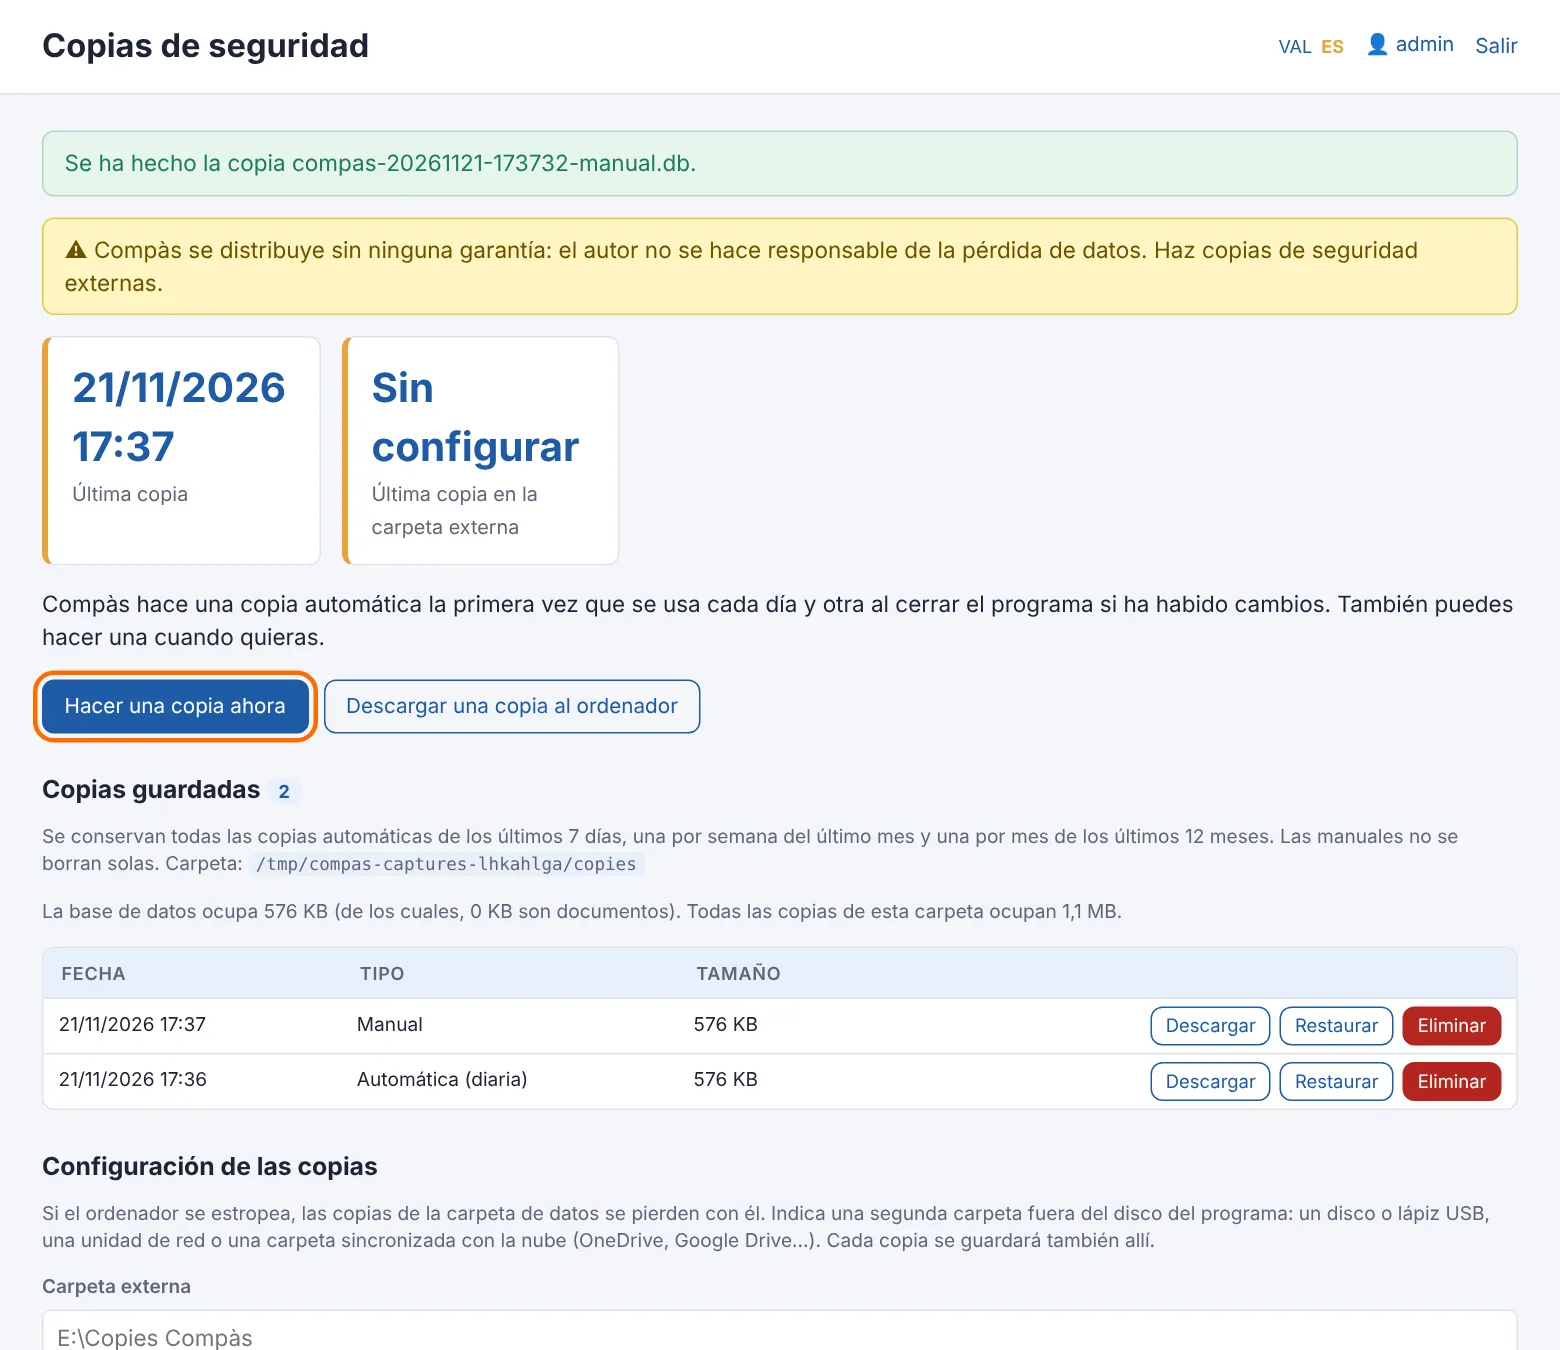 Copias de seguridad
VAL ES admin Salir
Se ha hecho la copia compas-20261121-173732-manual.db.
⚠ Compàs se distribuye sin ninguna garantía: el autor no se hace responsable de la pérdida de datos. Haz copias de seguridad
externas.
21/11/2026
17:37
Última copia
Sin
configurar
Última copia en la
carpeta externa
Compàs hace una copia automática la primera vez que se usa cada día y otra al cerrar el programa si ha habido cambios. También puedes
hacer una cuando quieras.
Hacer una copia ahora
Descargar una copia al ordenador
Copias guardadas 2
Se conservan todas las copias automáticas de los últimos 7 días, una por semana del último mes y una por mes de los últimos 12 meses. Las manuales no se
borran solas. Carpeta: /tmp/compas-captures-lhkahlga/copies
La base de datos ocupa 576 KB (de los cuales, 0 KB son documentos). Todas las copias de esta carpeta ocupan 1,1 MB.
FECHA TIPO TAMAÑO
21/11/2026 17:37 Manual 576 KB Descargar Restaurar Eliminar
21/11/2026 17:36 Automática (diaria) 576 KB Descargar Restaurar Eliminar
Configuración de las copias
Si el ordenador se estropea, las copias de la carpeta de datos se pierden con él. Indica una segunda carpeta fuera del disco del programa: un disco o lápiz USB,
una unidad de red o una carpeta sincronizada con la nube (OneDrive, Google Drive...). Cada copia se guardará también allí.
Carpeta externa
E:\Copies Compàs